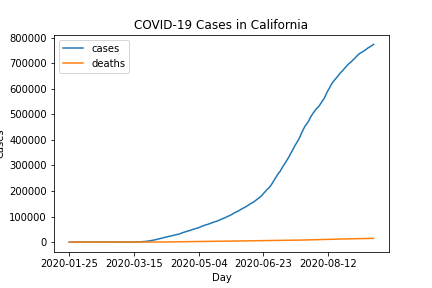 COVID-19 Cases in California
cases
deaths
800000
700000
600000
500000
400000
300000
200000
100000
0
cases
2020-01-25 2020-03-15 2020-05-04 2020-06-23 2020-08-12
Day